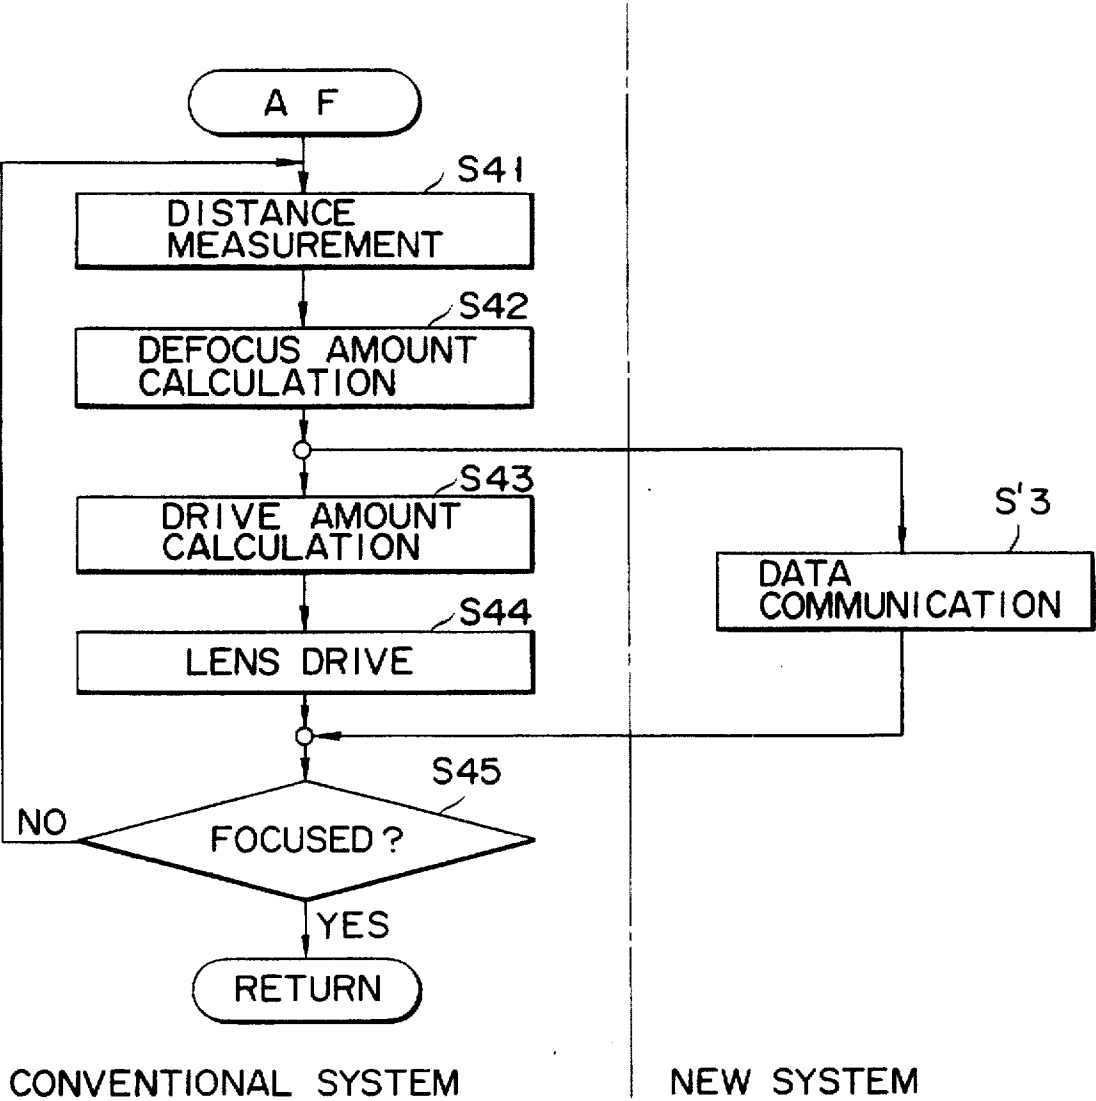 A F
S41
DISTANCE
MEASUREMENT
S42
DEFOCUS AMOUNT
CALCULATION
S43
DRIVE AMOUNT
CALCULATION
S'3
DATA
COMMUNICATION
S44
LENS DRIVE
S45
NO
FOCUSED?
YES
RETURN
CONVENTIONAL SYSTEM
NEW SYSTEM